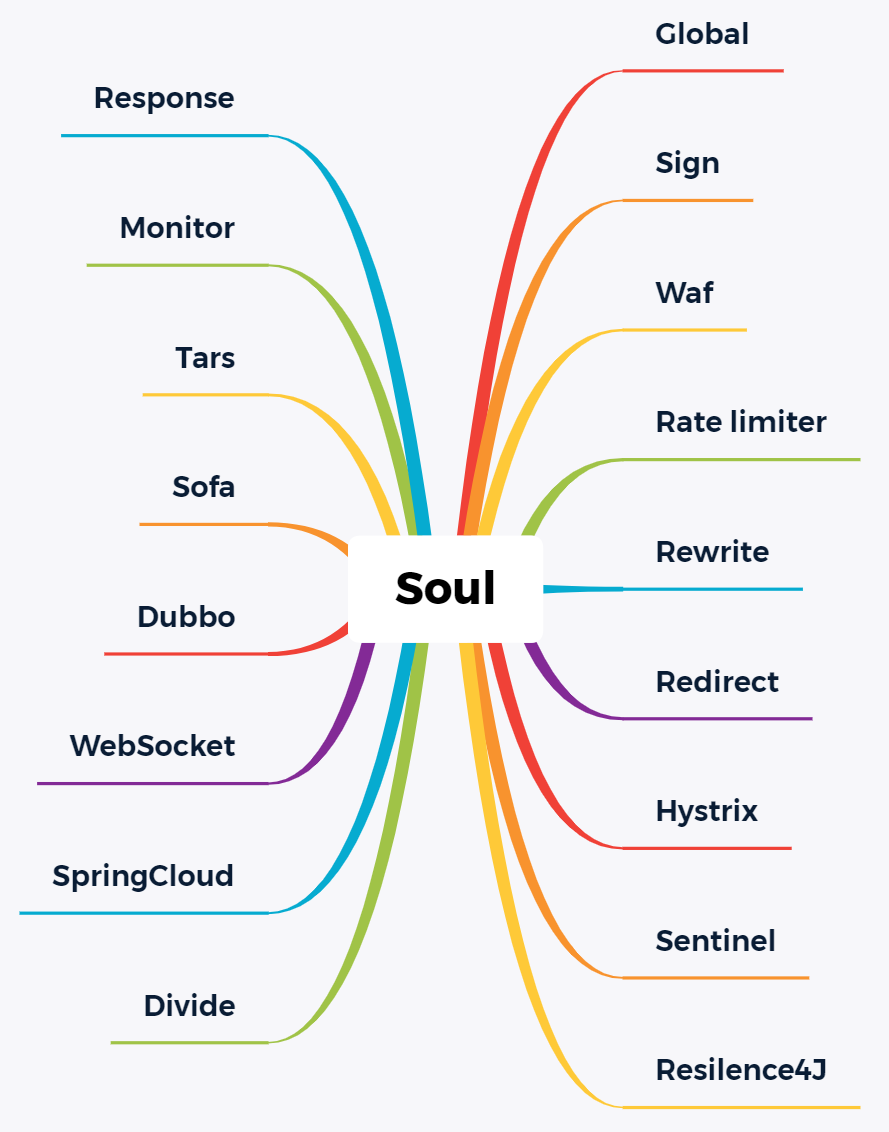 Soul
Global
Sign
Waf
Rate limiter
Rewrite
Redirect
Hystrix
Sentinel
Resilence4J
Response
Monitor
Tars
Sofa
Dubbo
WebSocket
SpringCloud
Divide